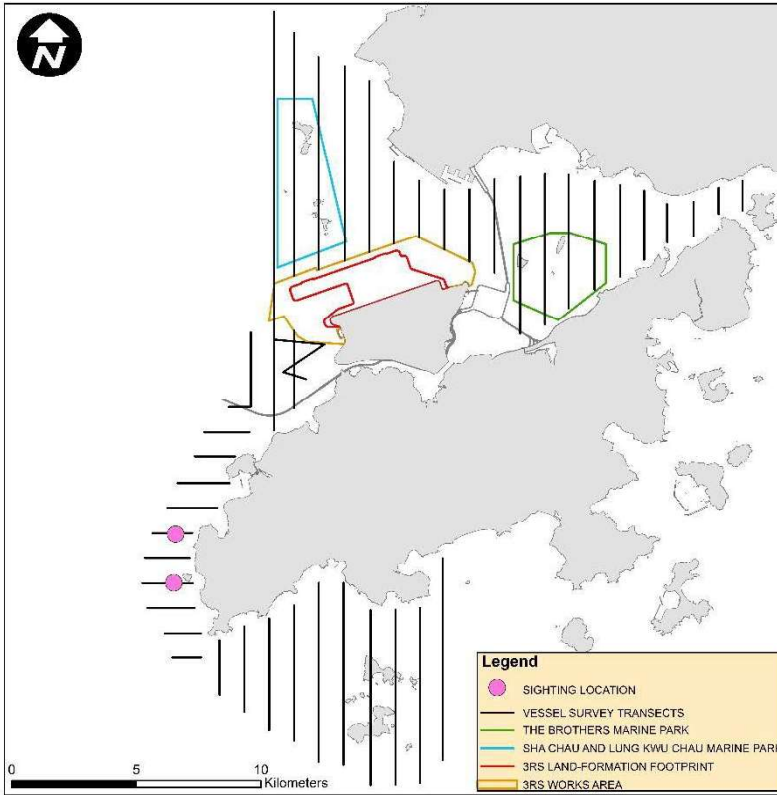 N
Legend
SIGHTING LOCATION
VESSEL SURVEY TRANSECTS
THE BROTHERS MARINE PARK
SHA CHAU AND LUNG KWU CHAU MARINE PARK
3RS LAND-FORMATION FOOTPRINT
3RS WORKS AREA
0 5 10
Kilometers